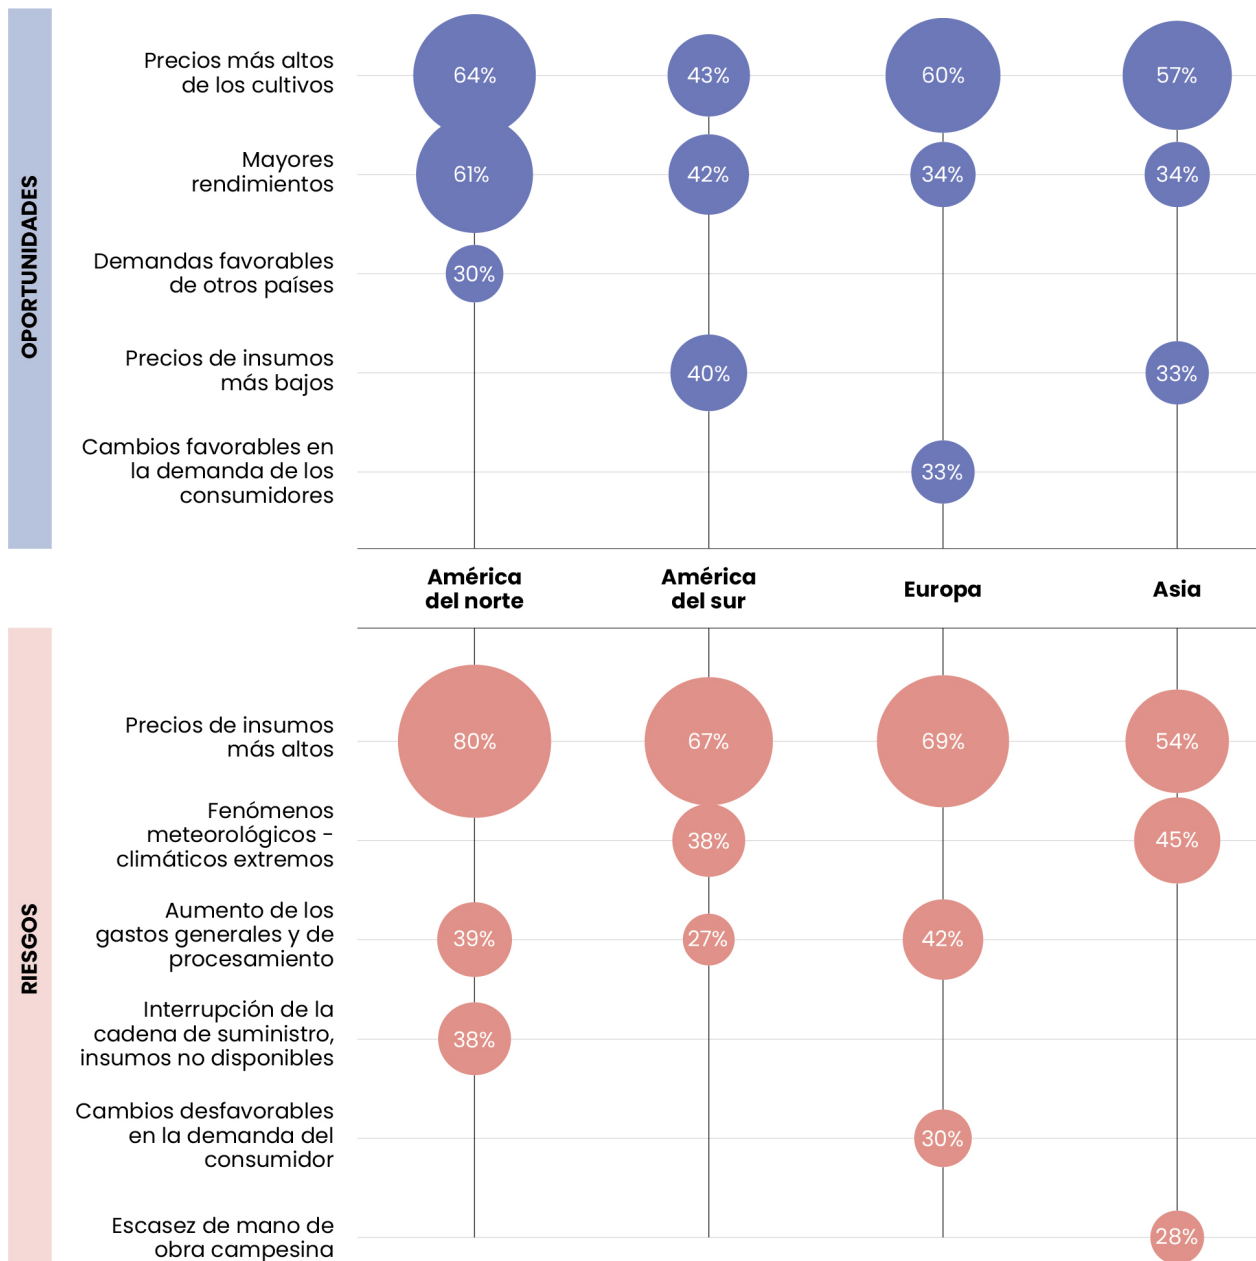 OPORTUNIDADES
Precios más altos
de los cultivos
64%
43%
60%
57%
Mayores
rendimientos
61%
42%
34%
34%
Demandas favorables
de otros países
30%
Precios de insumos
más bajos
40%
33%
Cambios favorables en
la demanda de los
consumidores
33%
América
del norte
América
del sur
Europa
Asia
RIESGOS
Precios de insumos
más altos
80%
67%
69%
54%
Fenómenos
meteorológicos -
climáticos extremos
38%
45%
Aumento de los
gastos generales y de
procesamiento
39%
27%
42%
Interrupción de la
cadena de suministro,
insumos no disponibles
38%
Cambios desfavorables
en la demanda del
consumidor
30%
Escasez de mano de
obra campesina
28%